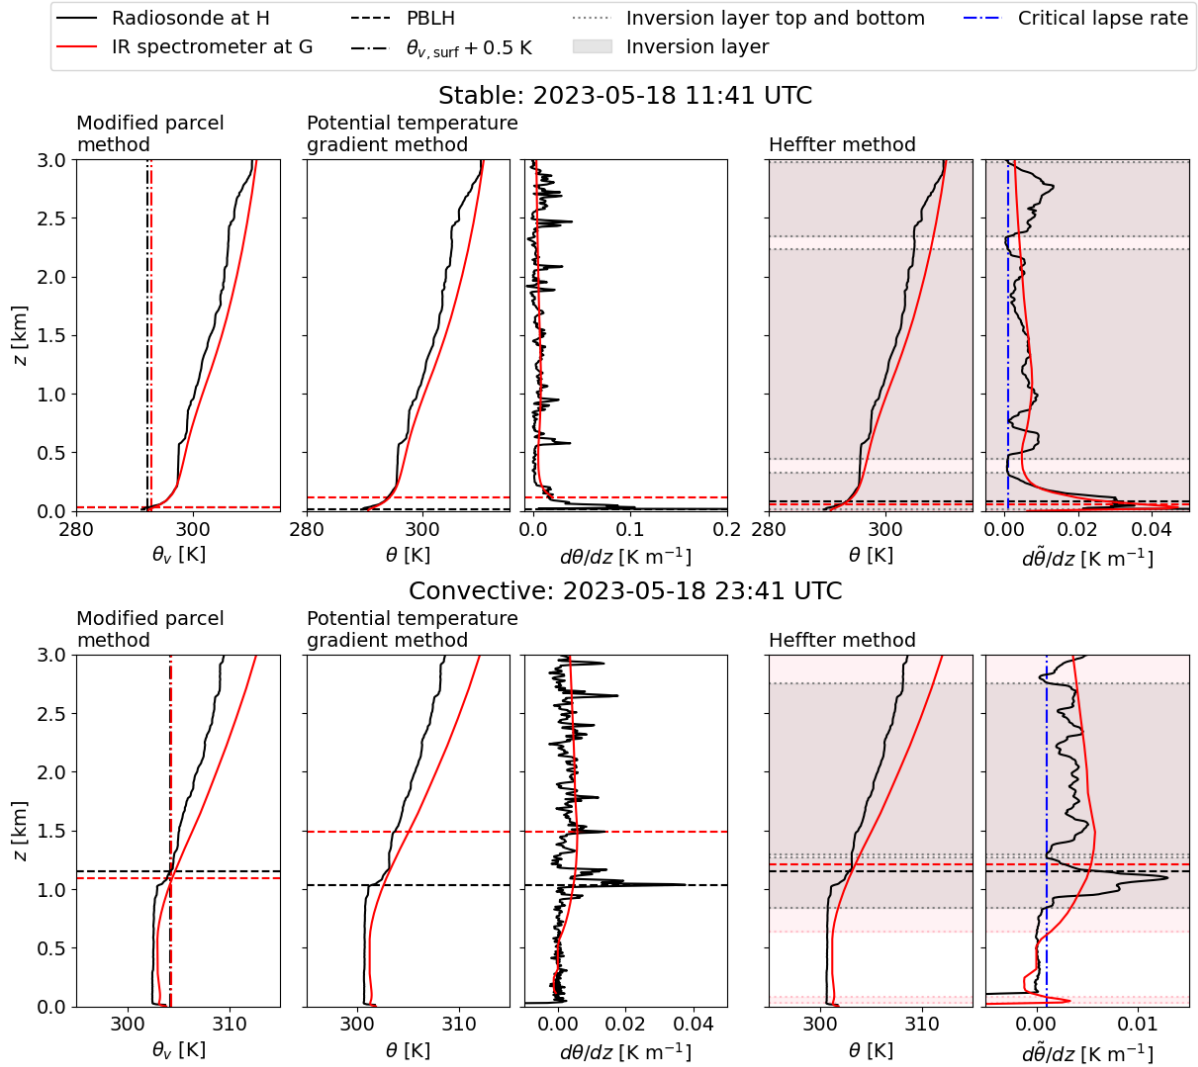 Radiosonde at H
IR spectrometer at G
PBLH
θv, surf + 0.5 K
Inversion layer top and bottom
Inversion layer
Critical lapse rate
Stable: 2023-05-18 11:41 UTC
Modified parcel
method
Potential temperature
gradient method
Heffter method
3.0
2.5
2.0
1.5
1.0
0.5
0.0
z [km]
280 300
θv [K]
280 300
θ [K]
0.0 0.1 0.2
dθ/dz [K m⁻¹]
280 300
θ [K]
0.00 0.02 0.04
dθ̃/dz [K m⁻¹]
Convective: 2023-05-18 23:41 UTC
Modified parcel
method
Potential temperature
gradient method
Heffter method
3.0
2.5
2.0
1.5
1.0
0.5
0.0
z [km]
300 310
θv [K]
300 310
θ [K]
0.00 0.02 0.04
dθ/dz [K m⁻¹]
300 310
θ [K]
0.00 0.01
dθ̃/dz [K m⁻¹]